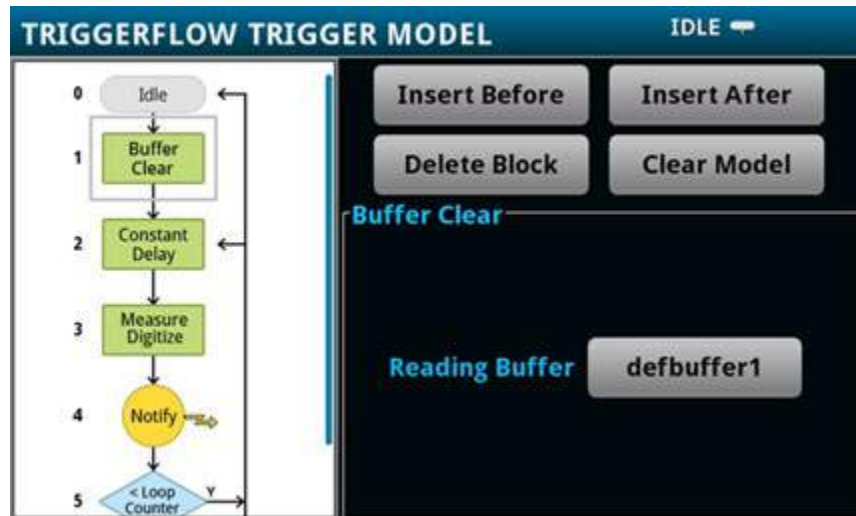 TRIGGERFLOW TRIGGER MODEL
IDLE
0
Idle
1
Buffer
Clear
2
Constant
Delay
3
Measure
Digitize
4
Notify
5
< Loop
Counter
Y
Insert Before
Insert After
Delete Block
Clear Model
Buffer Clear
Reading Buffer
defbuffer1